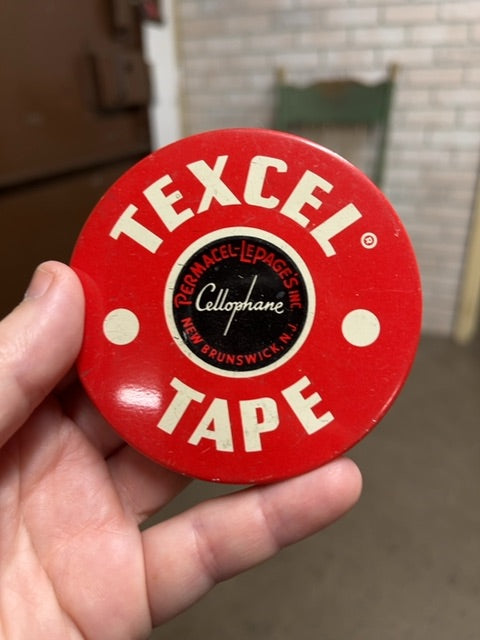 TEXCEL®
PERMACEL-LEPAGE'S INC.
Cellophane
NEW BRUNSWICK N.J.
TAPE